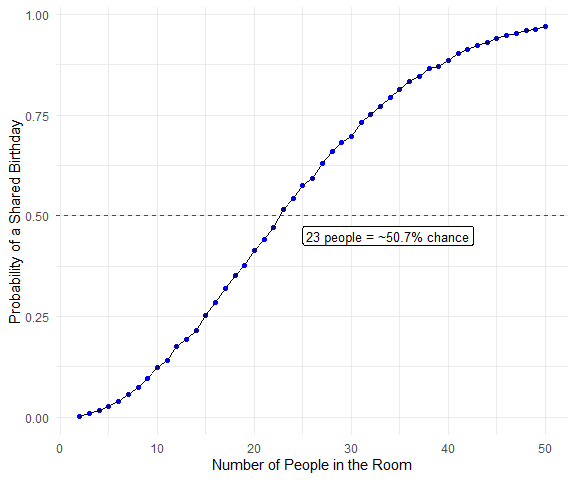 1.00
0.75
0.50
0.25
0.00
Probability of a Shared Birthday
23 people = ~50.7% chance
0 10 20 30 40 50
Number of People in the Room